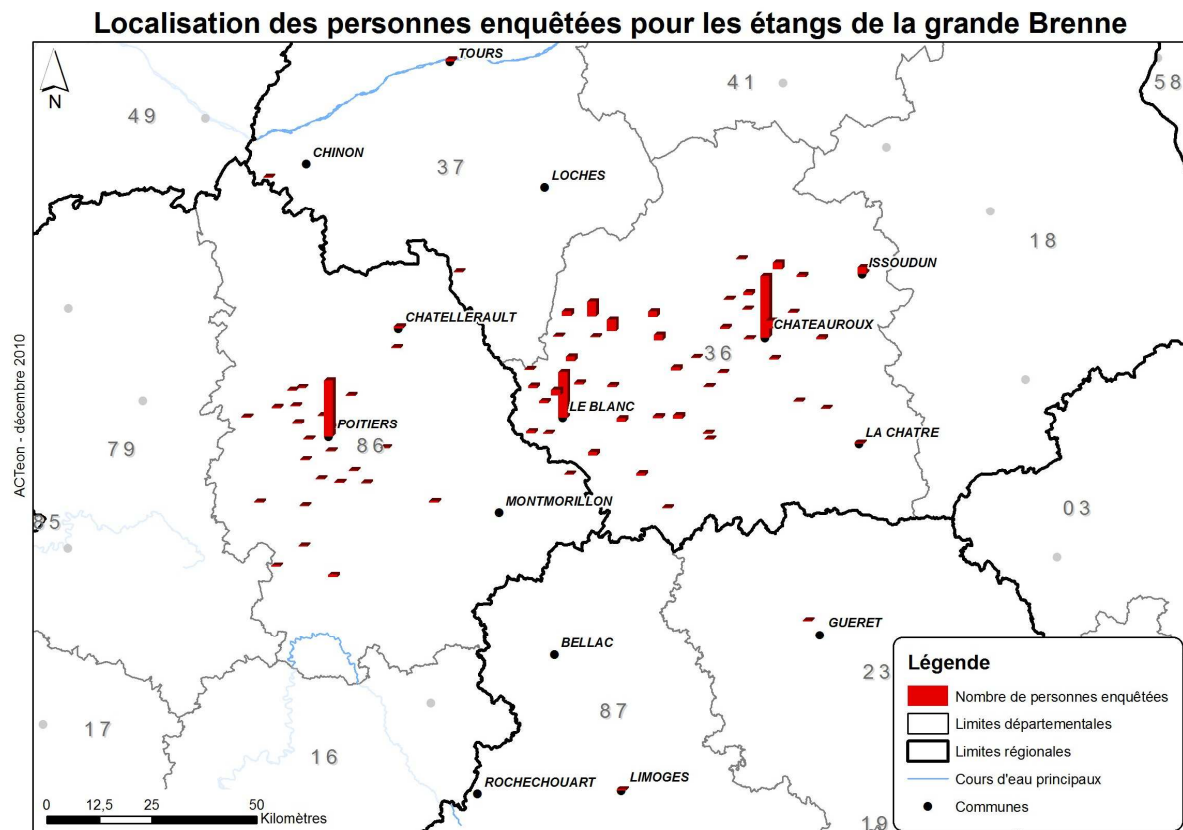 Localisation des personnes enquêtées pour les étangs de la grande Brenne
N
TOURS
41
58
49
CHINON
37
LOCHES
18
ISSOUDUN
CHATELLERAULT
CHATEAUROUX
36
LE BLANC
POITIERS
86
79
LA CHATRE
MONTMORILLON
85
03
ACTeon - décembre 2010
GUERET
BELLAC
23
87
17
16
ROCHECHOUART
LIMOGES
19
Légende
Nombre de personnes enquêtées
Limites départementales
Limites régionales
Cours d'eau principaux
Communes
0 12,5 25 50
Kilomètres